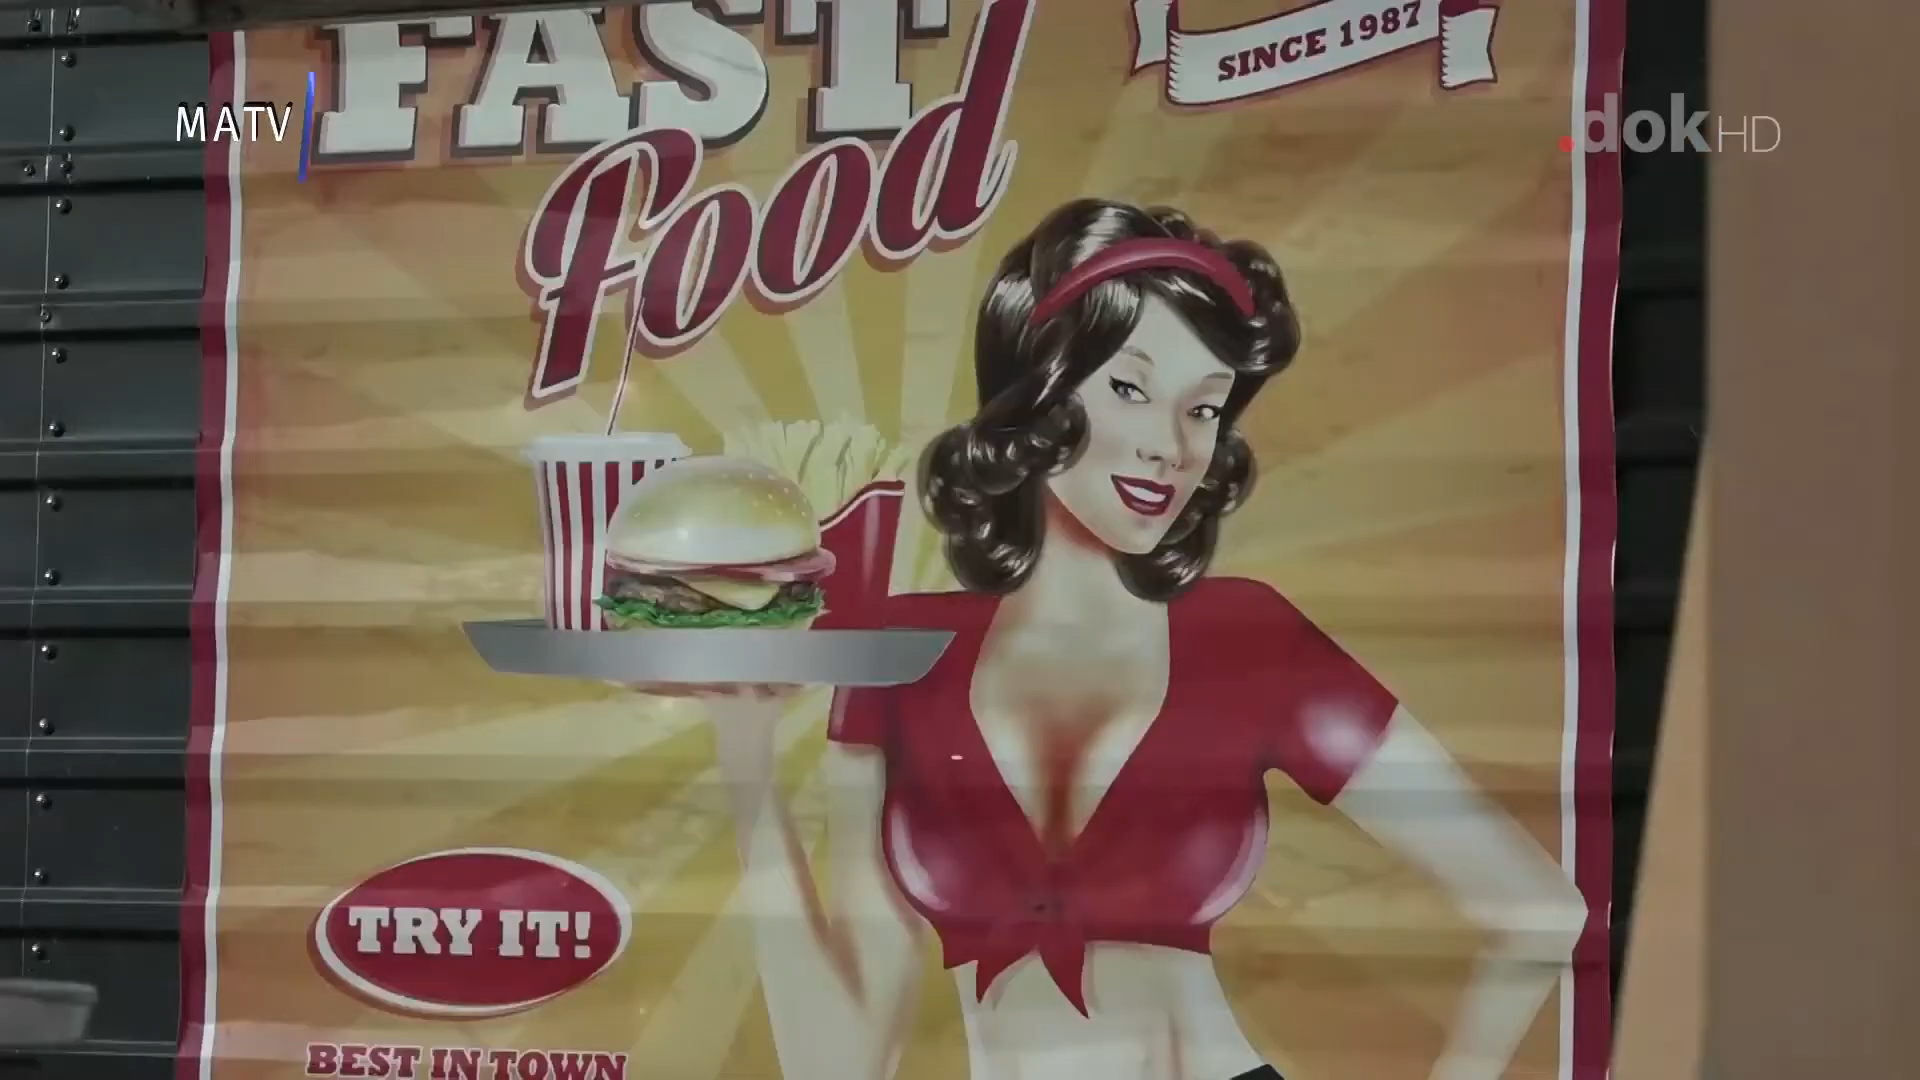 FAST
Food
SINCE 1987
MATV
.dokHD
TRY IT!
BEST IN TOWN